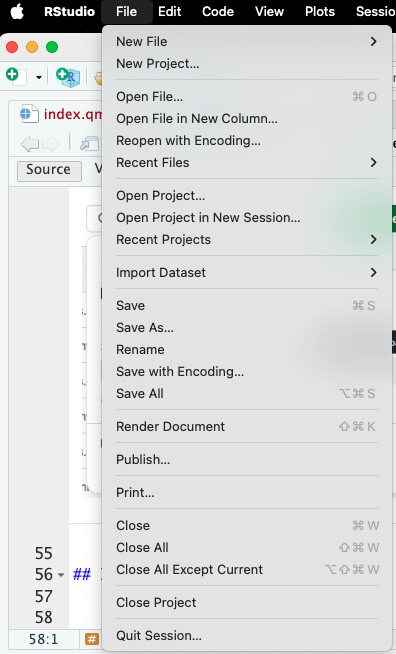 RStudio File Edit Code View Plots Sessio
New File
New Project...
index.qm
Open File... ⌘ O
Open File in New Column...
Reopen with Encoding...
Recent Files
Source V
Open Project...
Open Project in New Session...
Recent Projects
Import Dataset
Save ⌘ S
Save As...
Rename
Save with Encoding...
Save All ⌥ ⌘ S
Render Document ⇧ ⌘ K
Publish...
Print...
Close ⌘ W
Close All ⇧ ⌘ W
55
Close All Except Current ⌥ ⇧ ⌘ W
56 ##
57
Close Project
58
58:1 #
Quit Session...